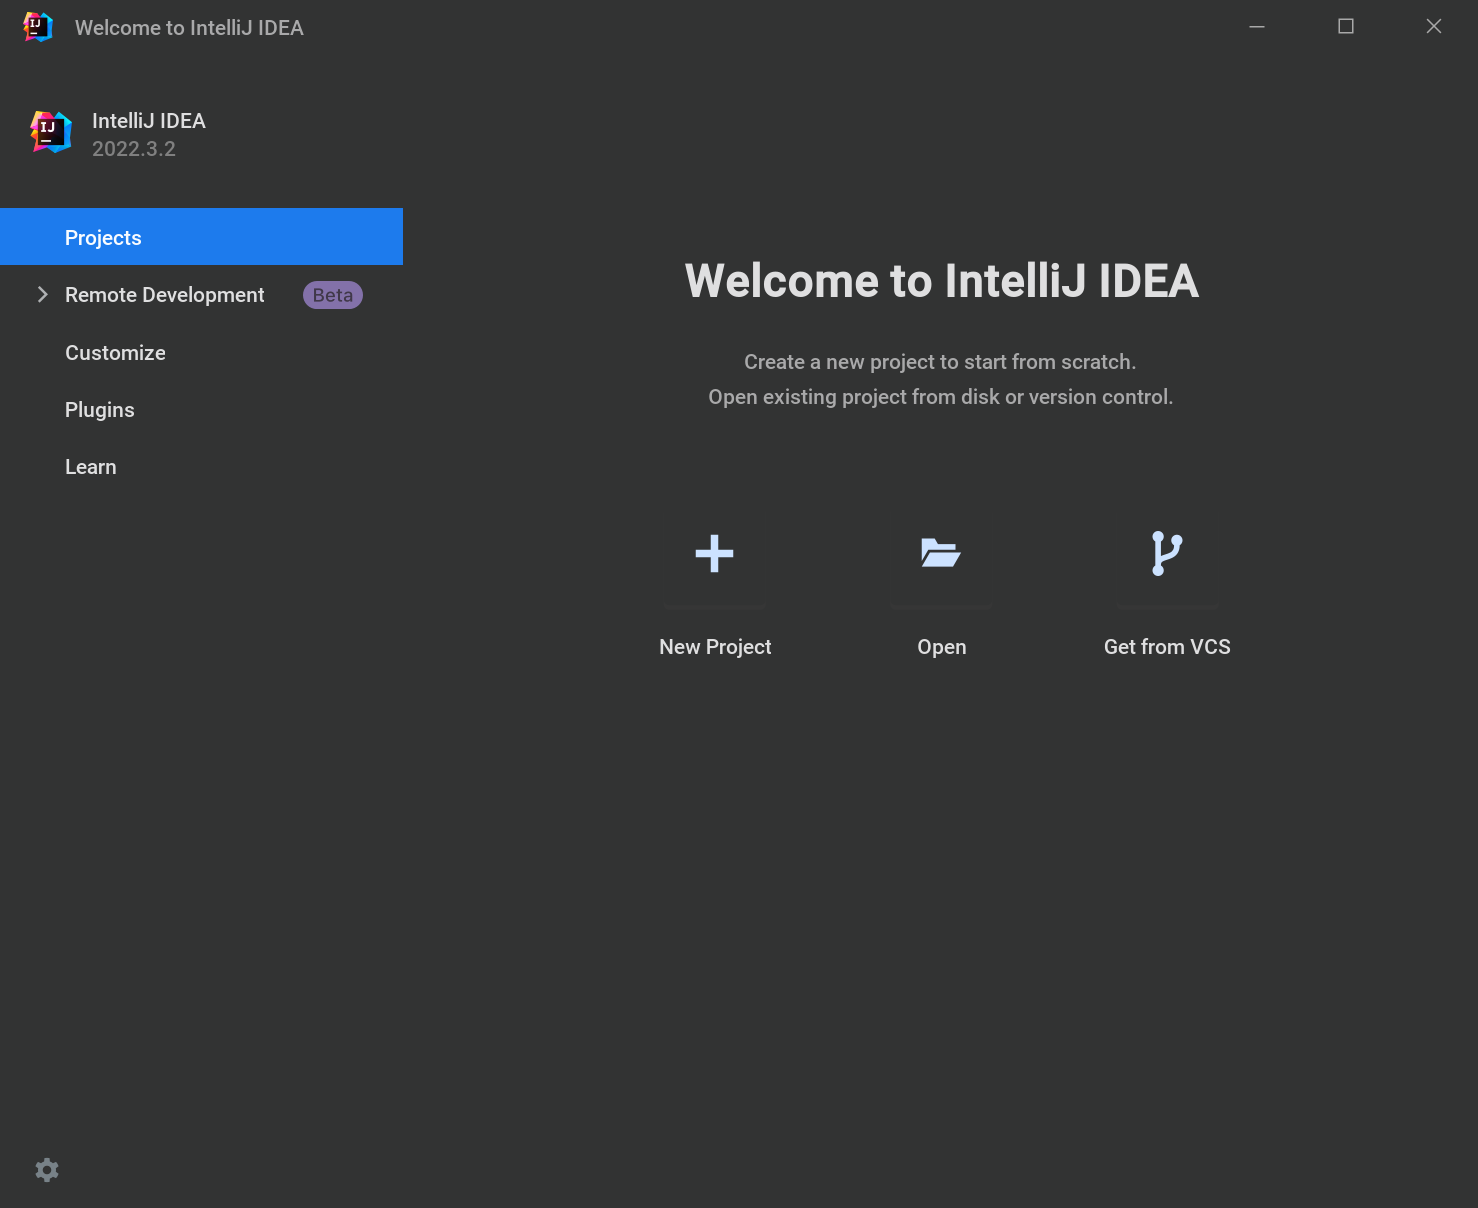 Welcome to IntelliJ IDEA
IntelliJ IDEA
2022.3.2
Projects
Remote Development Beta
Customize
Plugins
Learn
Welcome to IntelliJ IDEA
Create a new project to start from scratch.
Open existing project from disk or version control.
New Project Open Get from VCS